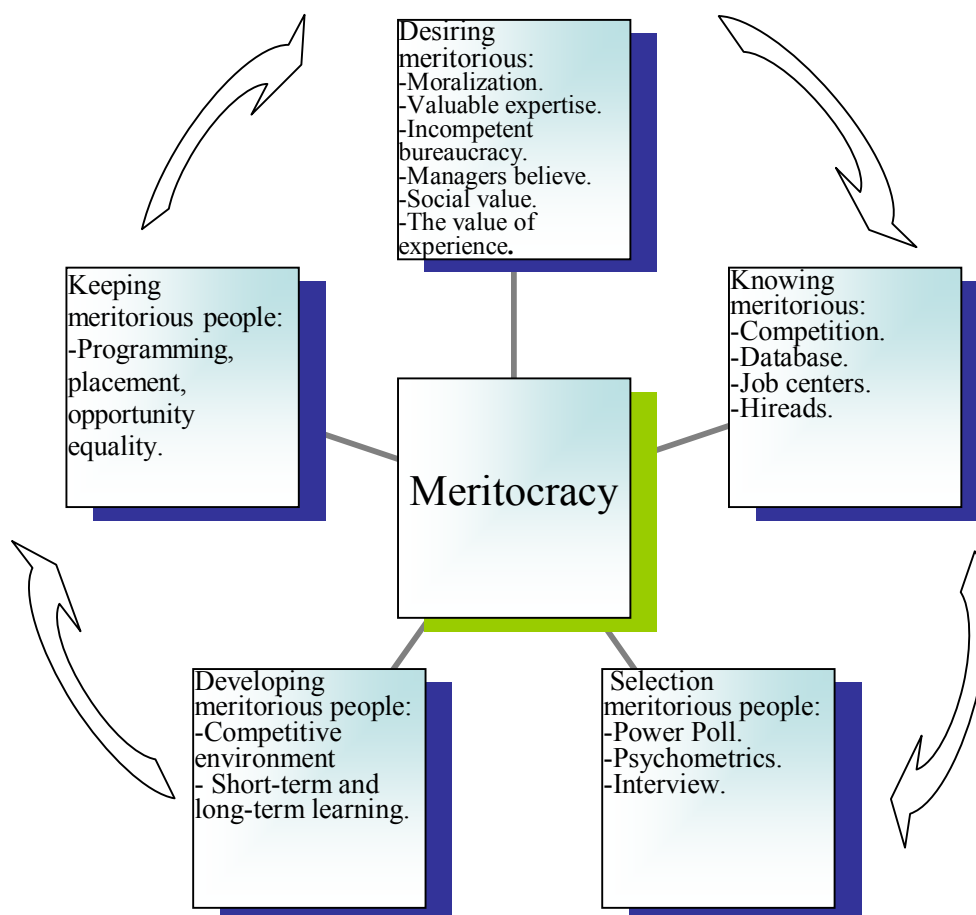 Desiring
meritorious:
-Moralization.
-Valuable expertise.
-Incompetent
bureaucracy.
-Managers believe.
-Social value.
-The value of
experience.
Knowing
meritorious:
-Competition.
-Database.
-Job centers.
-Hireads.
Selection
meritorious people:
-Power Poll.
-Psychometrics.
-Interview.
Developing
meritorious people:
-Competitive
environment
- Short-term and
long-term learning.
Keeping
meritorious people:
-Programming,
placement,
opportunity
equality.
Meritocracy